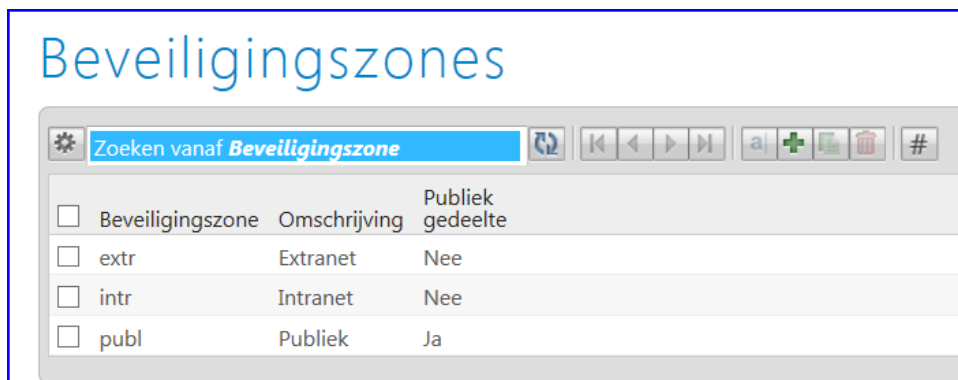 Beveiligingszones
Zoeken vanaf Beveiligingszone
a #
Beveiligingszone Omschrijving Publiek gedeelte
extr Extranet Nee
intr Intranet Nee
publ Publiek Ja